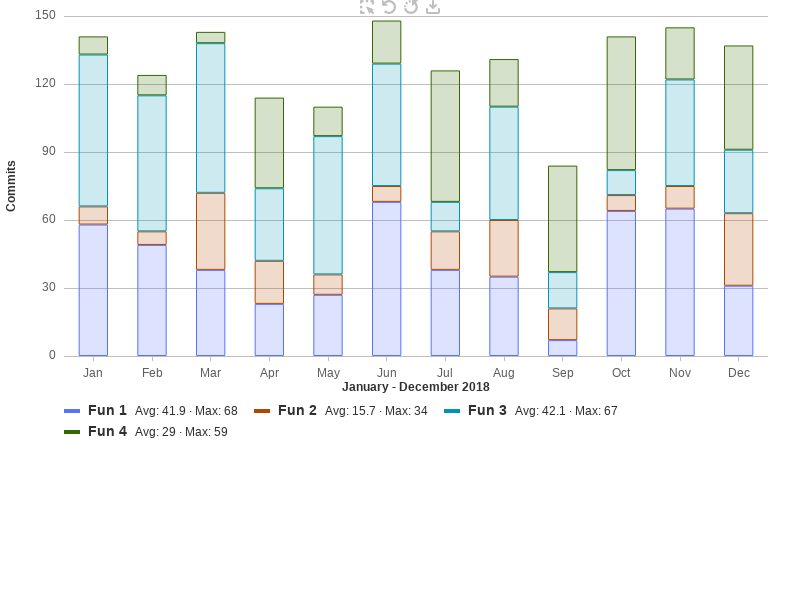 150
120
90
60
30
0
Commits
Jan Feb Mar Apr May Jun Jul Aug Sep Oct Nov Dec
January - December 2018
Fun 1 Avg: 41.9 · Max: 68 Fun 2 Avg: 15.7 · Max: 34 Fun 3 Avg: 42.1 · Max: 67
Fun 4 Avg: 29 · Max: 59